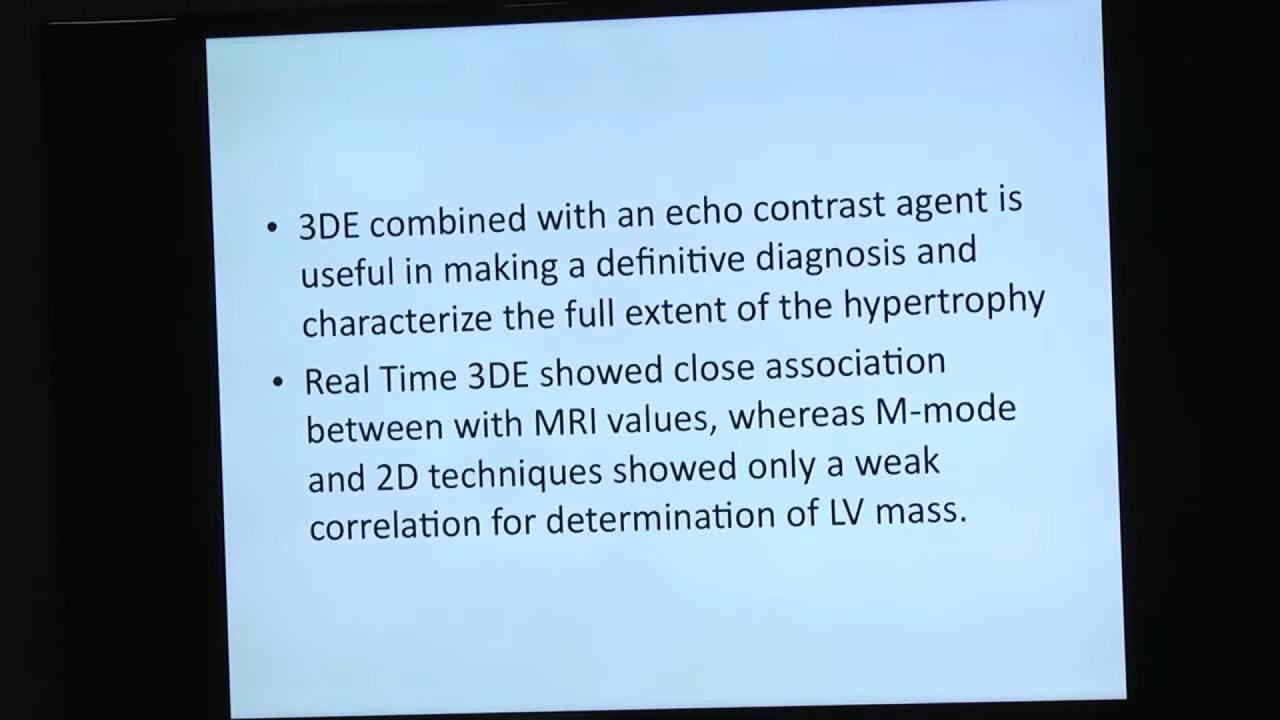 • 3DE combined with an echo contrast agent is
useful in making a definitive diagnosis and
characterize the full extent of the hypertrophy
• Real Time 3DE showed close association
between with MRI values, whereas M-mode
and 2D techniques showed only a weak
correlation for determination of LV mass.